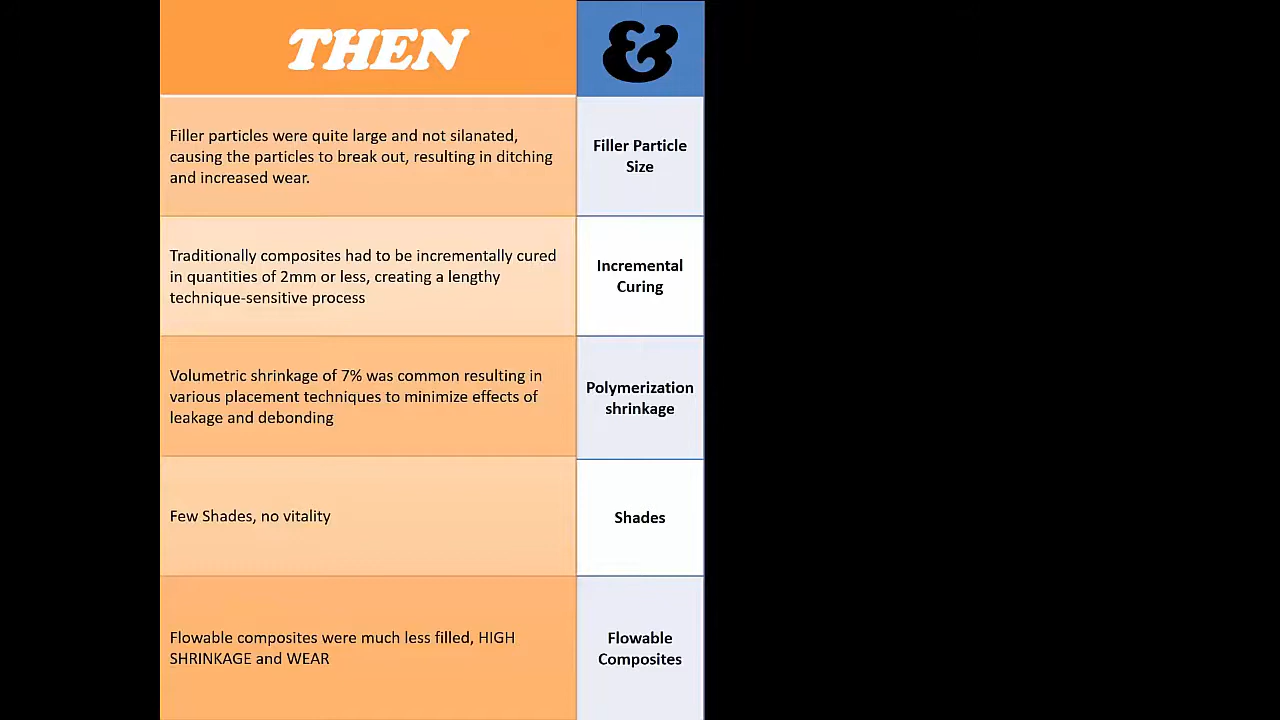 THEN
&
Filler particles were quite large and not silanated,
causing the particles to break out, resulting in ditching
and increased wear.
Filler Particle
Size
Traditionally composites had to be incrementally cured
in quantities of 2mm or less, creating a lengthy
technique-sensitive process
Incremental
Curing
Volumetric shrinkage of 7% was common resulting in
various placement techniques to minimize effects of
leakage and debonding
Polymerization
shrinkage
Few Shades, no vitality
Shades
Flowable composites were much less filled, HIGH
SHRINKAGE and WEAR
Flowable
Composites